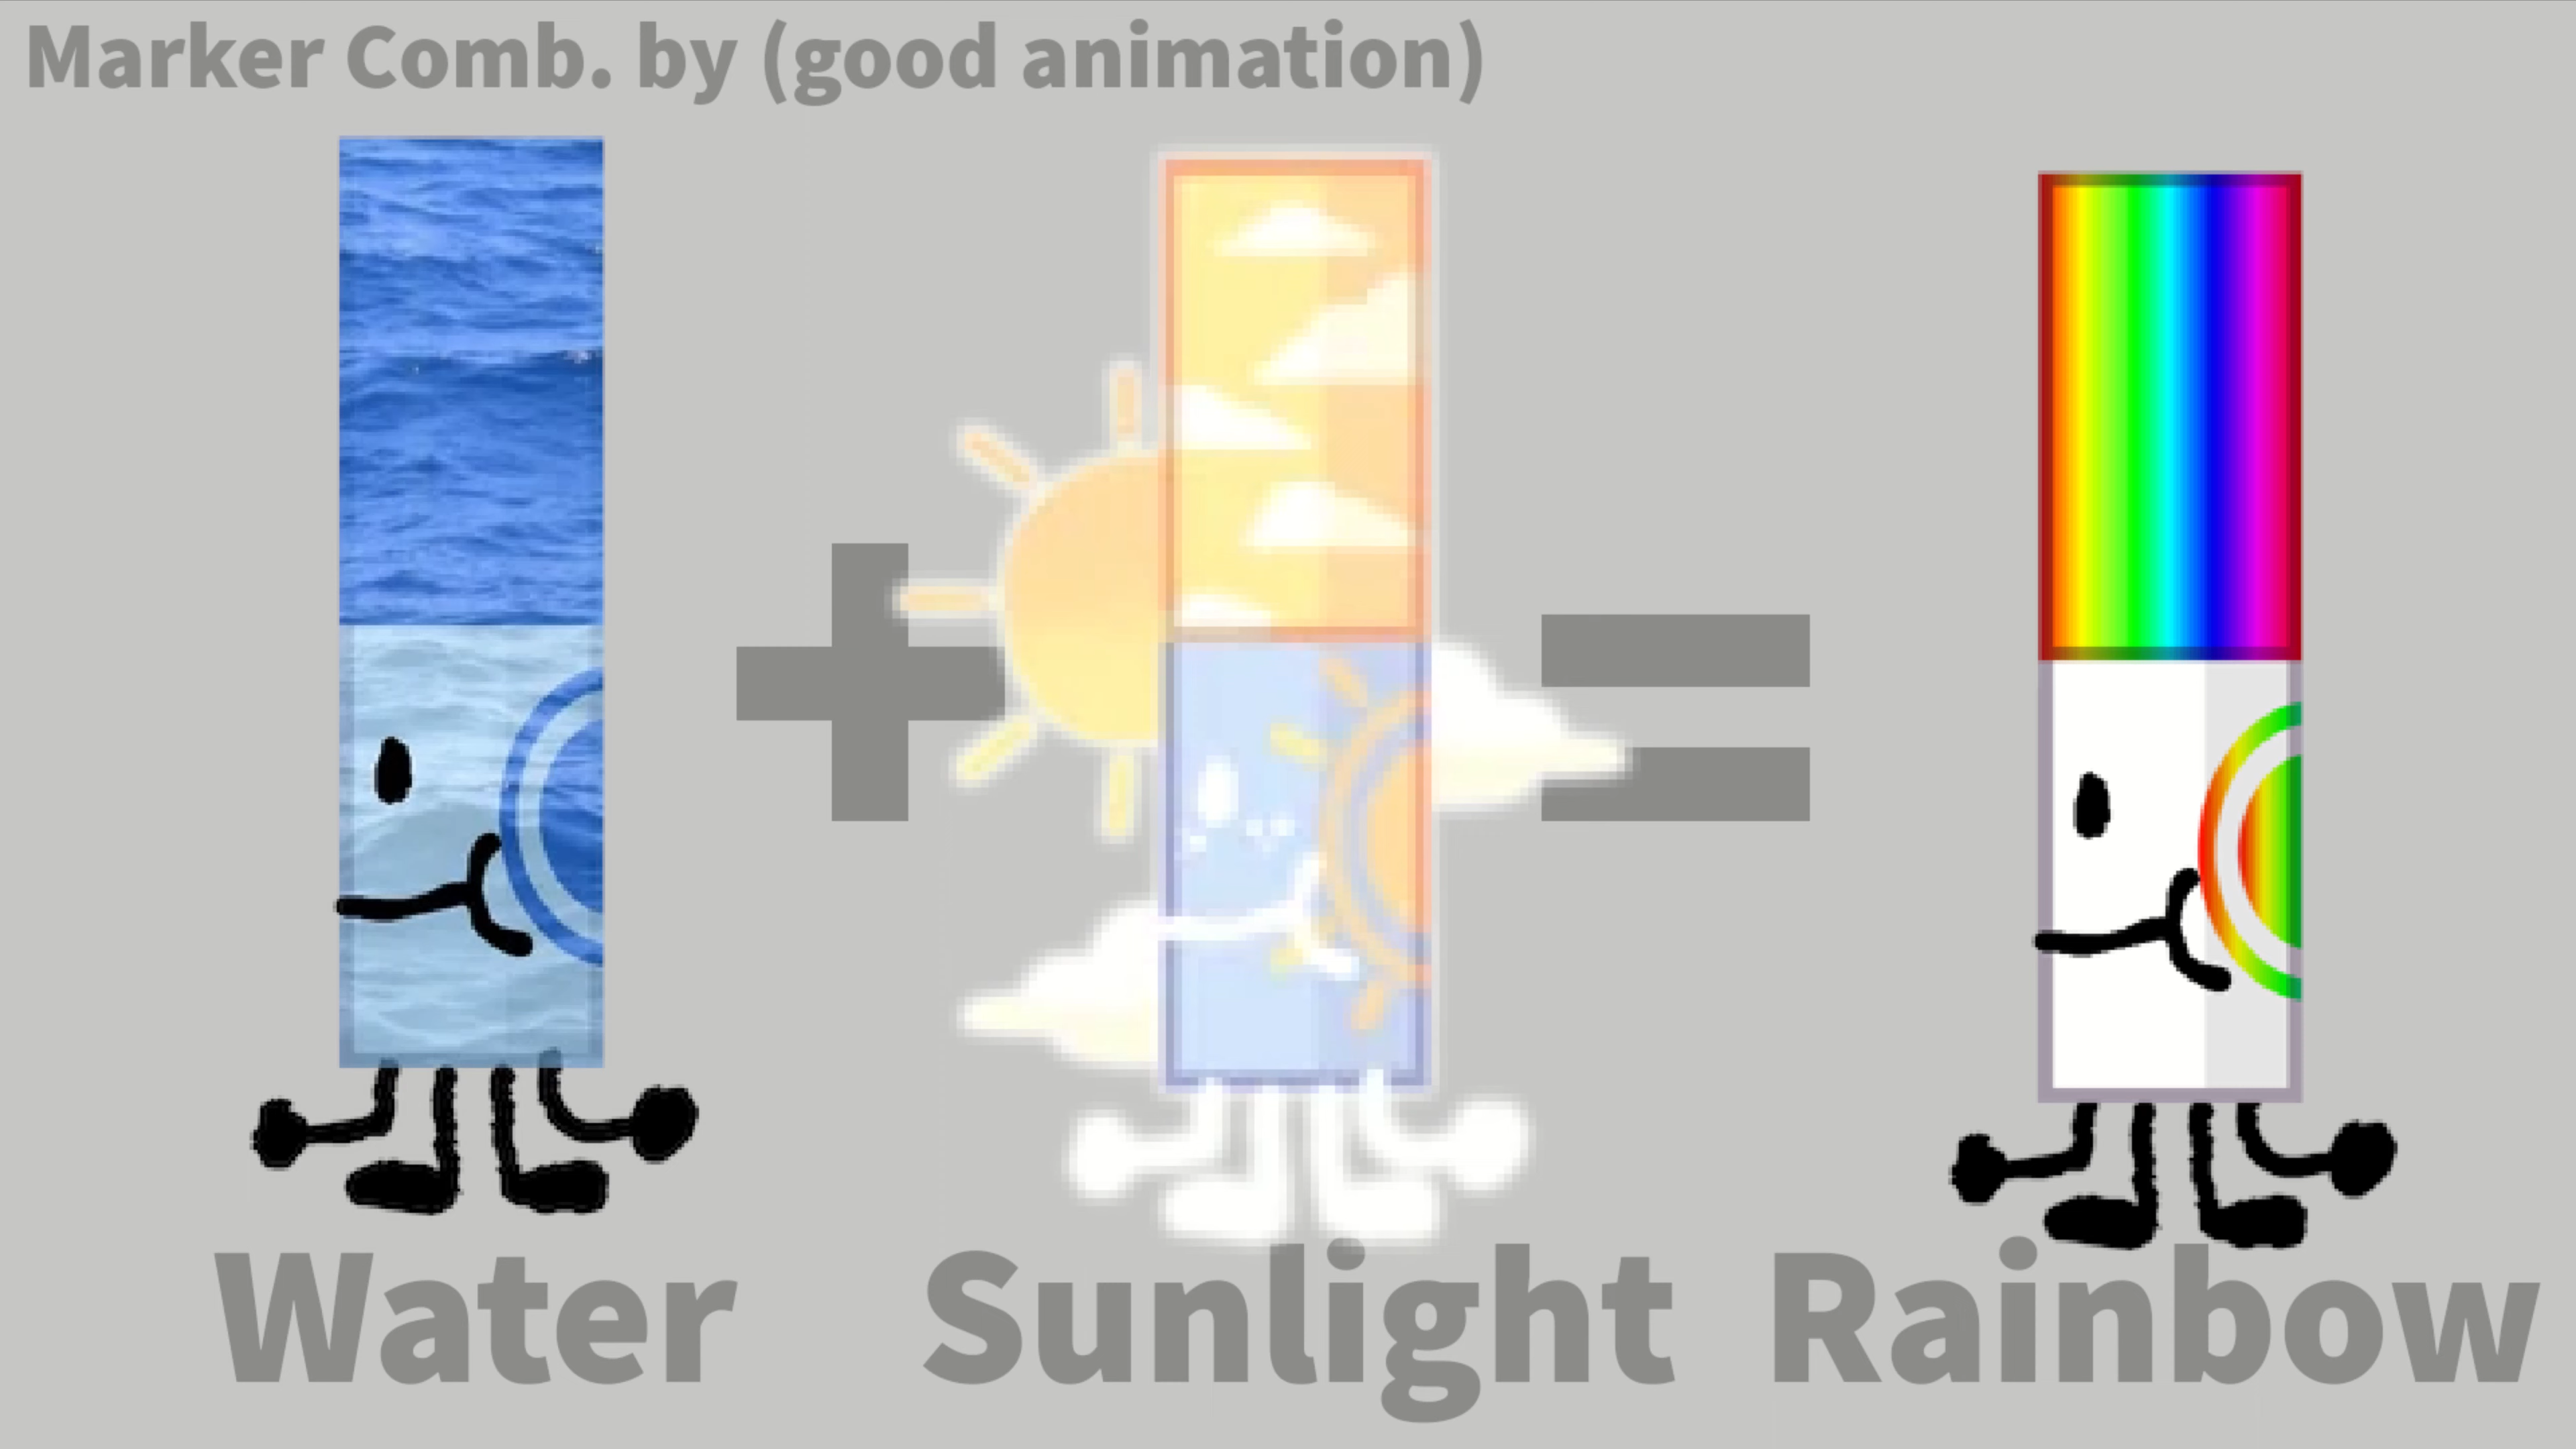 Marker Comb. by (good animation)
+ =
Water Sunlight Rainbow